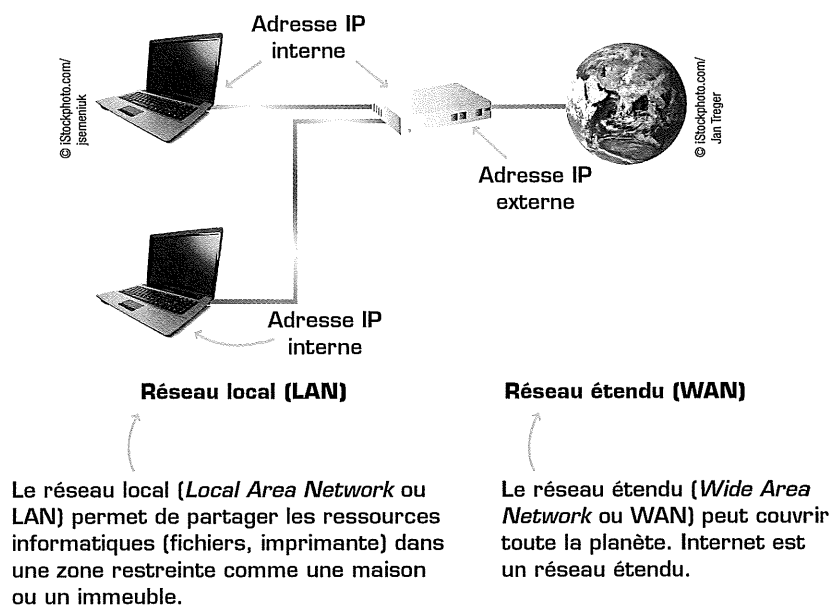 Adresse IP
interne
© iStockphoto.com/
jsemeniuk
© iStockphoto.com/
Jan Treger
Adresse IP
externe
Adresse IP
interne
Réseau local (LAN)
Réseau étendu (WAN)
Le réseau local (Local Area Network ou
LAN) permet de partager les ressources
informatiques (fichiers, imprimante) dans
une zone restreinte comme une maison
ou un immeuble.
Le réseau étendu (Wide Area
Network ou WAN) peut couvrir
toute la planète. Internet est
un réseau étendu.